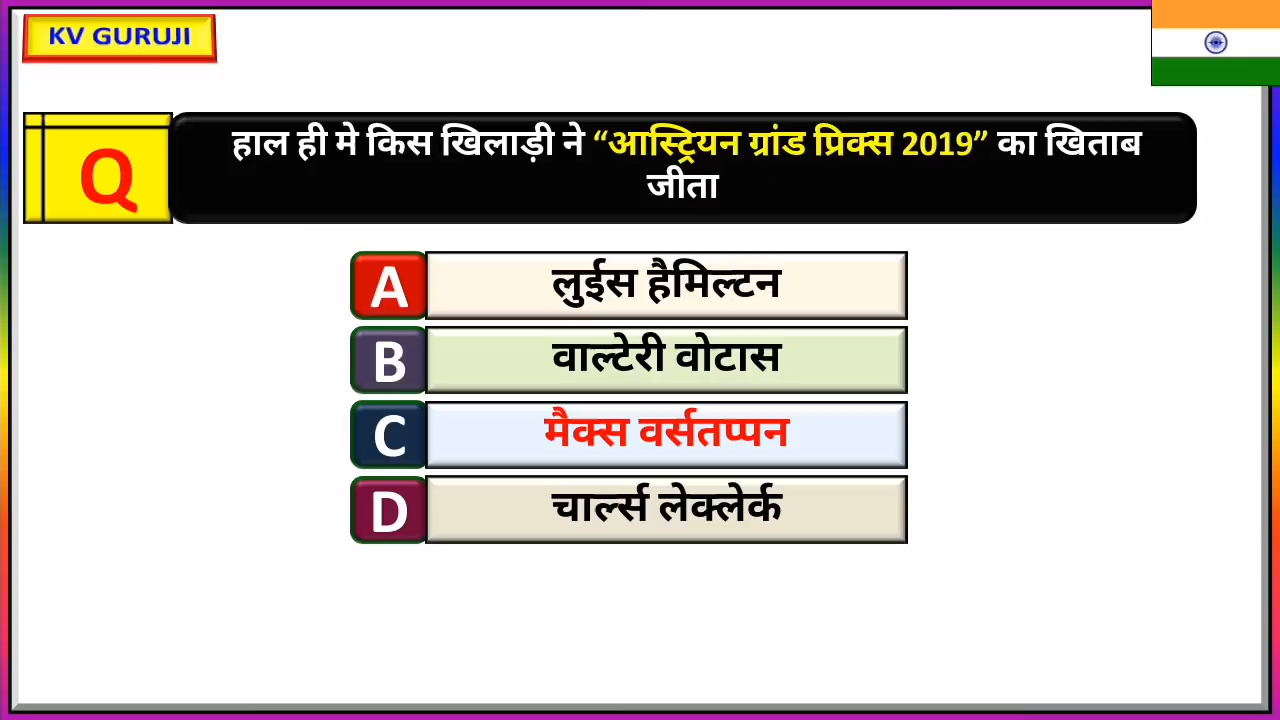 KV GURUJI
Q
हाल ही मे किस खिलाड़ी ने “आस्ट्रियन ग्रांड प्रिक्स 2019” का खिताब
जीता
A लुईस हैमिल्टन
B वाल्टेरी वोटास
C मैक्स वर्सतप्पन
D चार्ल्स लेक्लेर्क